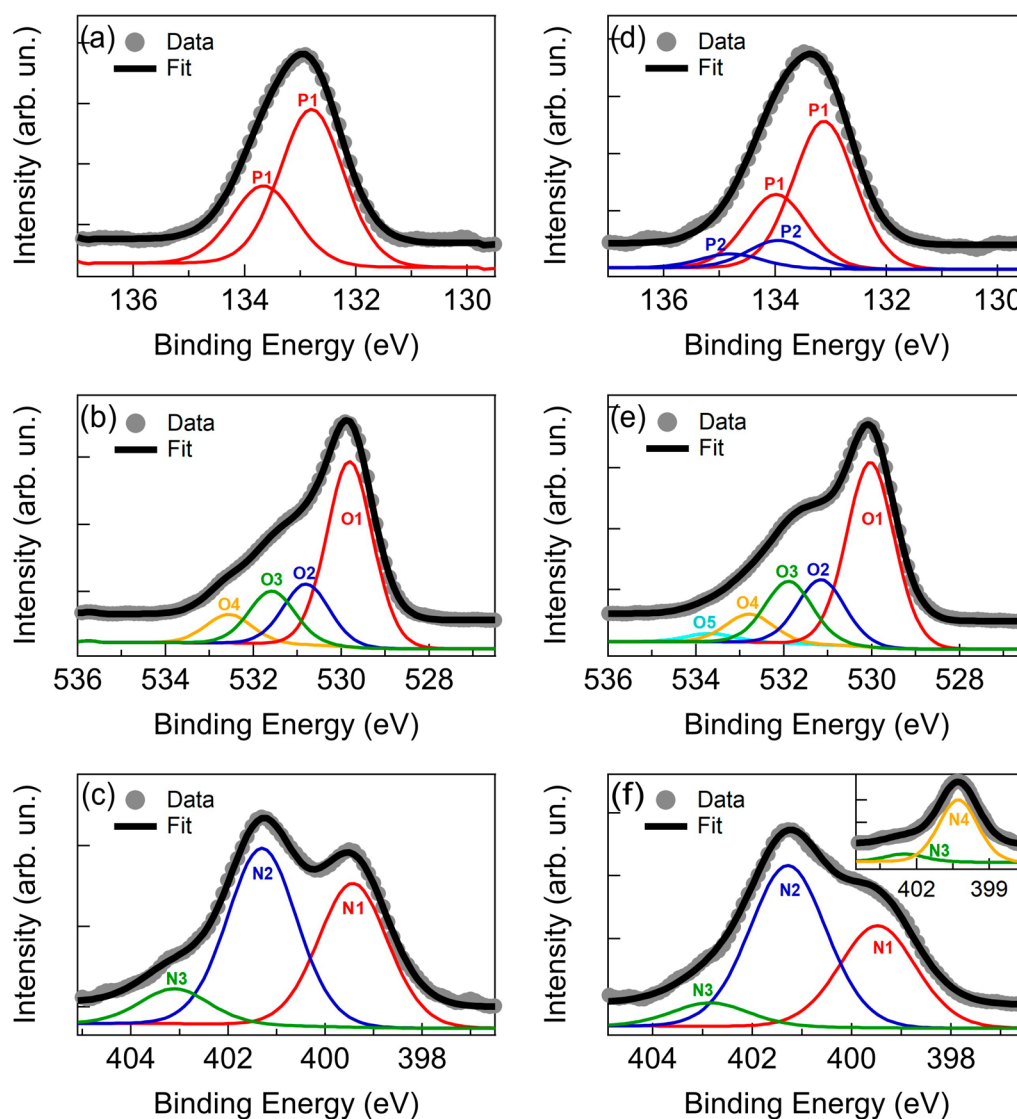 (a)
Data
Fit
P1
P1
Intensity (arb. un.)
136
134
132
130
Binding Energy (eV)
(d)
Data
Fit
P1
P1
P2
P2
Intensity (arb. un.)
136
134
132
130
Binding Energy (eV)
(b)
Data
Fit
O1
O2
O3
O4
Intensity (arb. un.)
536
534
532
530
528
Binding Energy (eV)
(e)
Data
Fit
O1
O2
O3
O4
O5
Intensity (arb. un.)
536
534
532
530
528
Binding Energy (eV)
(c)
Data
Fit
N2
N1
N3
Intensity (arb. un.)
404
402
400
398
Binding Energy (eV)
(f)
Data
Fit
N4
N3
402
399
N2
N1
N3
Intensity (arb. un.)
404
402
400
398
Binding Energy (eV)